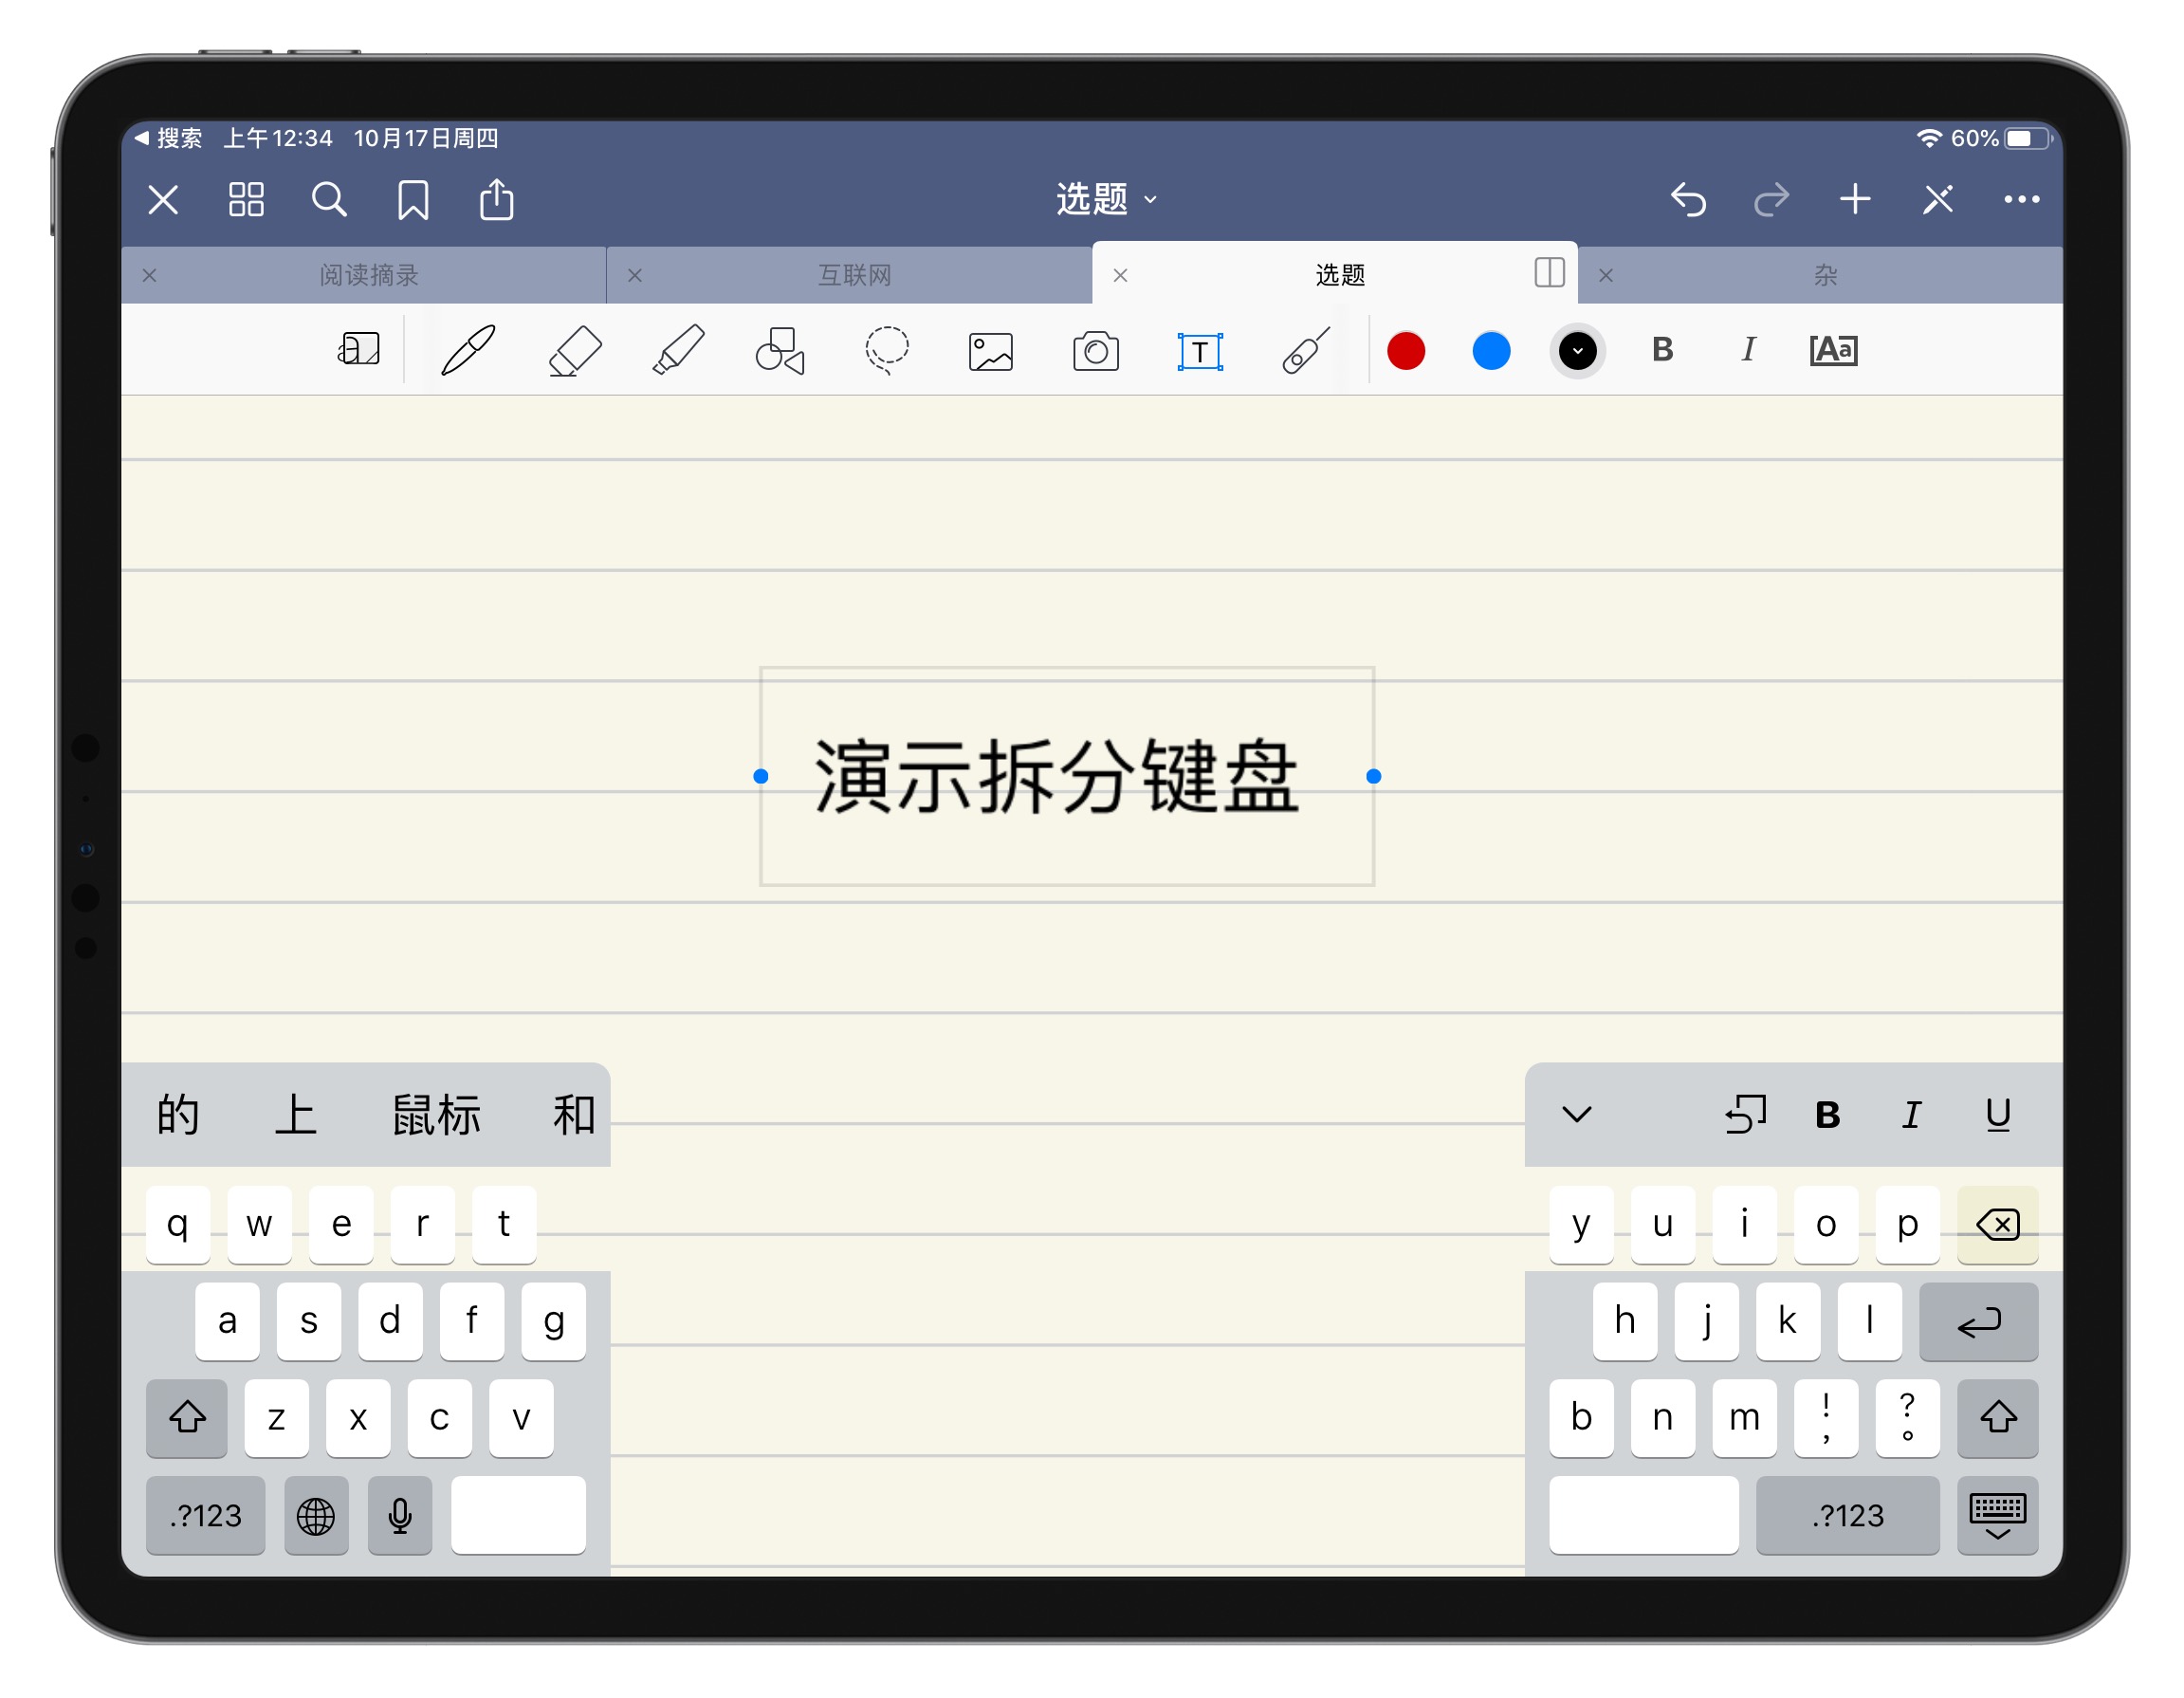 搜索 上午12:34 10月17日周四 60%
选题
阅读摘录 互联网 选题 杂
T B I Aa
演示拆分键盘
的 上 鼠标 和 B I U
q w e r t y u i o p
a s d f g h j k l
z x c v b n m ! , ? 。
.?123 .?123